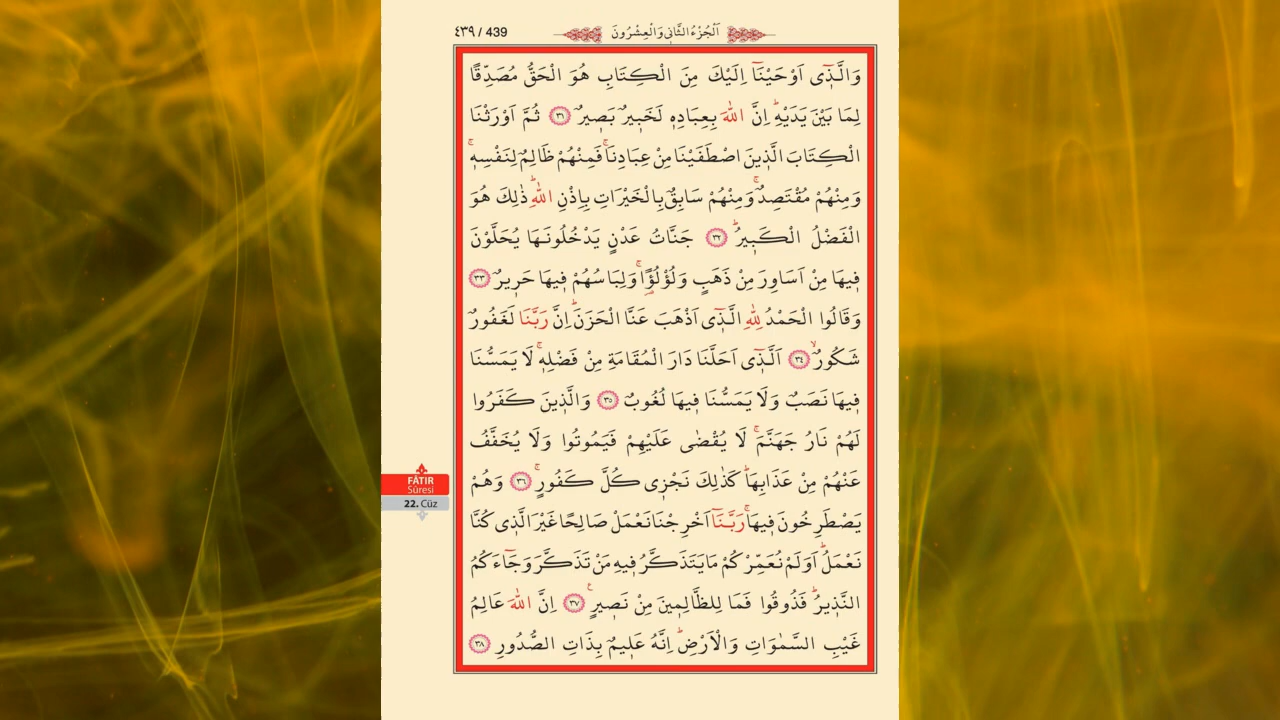 ٤٣٩ / 439
اَلْجُزْءُ الثَّانِى وَالْعِشْرُونَ
وَالَّذٖٓى اَوْحَيْنَٓا اِلَيْكَ مِنَ الْكِتَابِ هُوَ الْحَقُّ مُصَدِّقًا
لِمَا بَيْنَ يَدَيْهِؕ اِنَّ اللّٰهَ بِعِبَادِهٖ لَخَبٖيرٌ بَصٖيرٌ ﴿٣١﴾ ثُمَّ اَوْرَثْنَا
الْكِتَابَ الَّذٖينَ اصْطَفَيْنَا مِنْ عِبَادِنَاۚ فَمِنْهُمْ ظَالِمٌ لِنَفْسِهٖۚ
وَمِنْهُمْ مُقْتَصِدٌۚ وَمِنْهُمْ سَابِقٌ بِالْخَيْرَاتِ بِاِذْنِ اللّٰهِؕ ذٰلِكَ هُوَ
الْفَضْلُ الْكَبٖيرُؕ ﴿٣٢﴾ جَنَّاتُ عَدْنٍ يَدْخُلُونَهَا يُحَلَّوْنَ
فٖيهَا مِنْ اَسَاوِرَ مِنْ ذَهَبٍ وَلُؤْلُؤًاۚ وَلِبَاسُهُمْ فٖيهَا حَرٖيرٌ ﴿٣٣﴾
وَقَالُوا الْحَمْدُ لِلّٰهِ الَّذٖٓى اَذْهَبَ عَنَّا الْحَزَنَؕ اِنَّ رَبَّنَا لَغَفُورٌ
شَكُورٌۙ ﴿٣٤﴾ اَلَّذٖٓى اَحَلَّنَا دَارَ الْمُقَامَةِ مِنْ فَضْلِهٖۚ لَا يَمَسُّنَا
فٖيهَا نَصَبٌ وَلَا يَمَسُّنَا فٖيهَا لُغُوبٌ ﴿٣٥﴾ وَالَّذٖينَ كَفَرُوا
لَهُمْ نَارُ جَهَنَّمَۚ لَا يُقْضٰى عَلَيْهِمْ فَيَمُوتُوا وَلَا يُخَفَّفُ
عَنْهُمْ مِنْ عَذَابِهَاؕ كَذٰلِكَ نَجْزٖى كُلَّ كَفُورٍۚ ﴿٣٦﴾ وَهُمْ
يَصْطَرِخُونَ فٖيهَاۚ رَبَّنَٓا اَخْرِجْنَا نَعْمَلْ صَالِحًا غَيْرَ الَّذٖى كُنَّا
نَعْمَلُؕ اَوَلَمْ نُعَمِّرْكُمْ مَا يَتَذَكَّرُ فٖيهِ مَنْ تَذَكَّرَ وَجَٓاءَكُمُ
النَّذٖيرُؕ فَذُوقُوا فَمَا لِلظَّالِمٖينَ مِنْ نَصٖيرٍ۟ ﴿٣٧﴾ اِنَّ اللّٰهَ عَالِمُ
غَيْبِ السَّمٰوَاتِ وَالْاَرْضِؕ اِنَّهُ عَلٖيمٌ بِذَاتِ الصُّدُورِ ﴿٣٨﴾
FÂTIR
Sûresi
22. Cüz